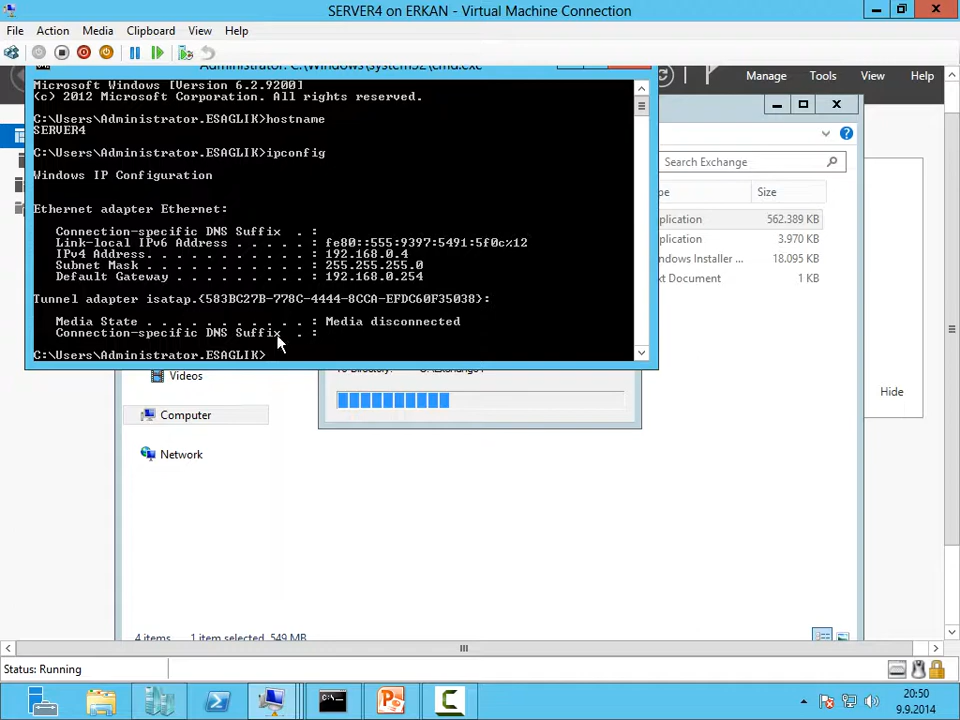 SERVER4 on ERKAN - Virtual Machine Connection
File Action Media Clipboard View Help
Manage Tools View Help
Microsoft Windows [Version 6.2.9200]
(c) 2012 Microsoft Corporation. All rights reserved.
C:\Users\Administrator.ESAGLIK>hostname
SERVER4
C:\Users\Administrator.ESAGLIK>ipconfig
Windows IP Configuration
Ethernet adapter Ethernet:
Connection-specific DNS Suffix . :
Link-local IPv6 Address . . . . . : fe80::555:9397:5491:5f0c%12
IPv4 Address. . . . . . . . . . . : 192.168.0.4
Subnet Mask . . . . . . . . . . . : 255.255.255.0
Default Gateway . . . . . . . . . : 192.168.0.254
Tunnel adapter isatap.{583BC27B-778C-4444-8CCA-EFDC60F35038}:
Media State . . . . . . . . . . . : Media disconnected
Connection-specific DNS Suffix . :
C:\Users\Administrator.ESAGLIK>
Search Exchange
Size
562.389 KB
3.970 KB
18.095 KB
2 KB
Videos
Computer
Network
Hide
4 items 1 item selected 549 MB
Status: Running
20:50
9.9.2014